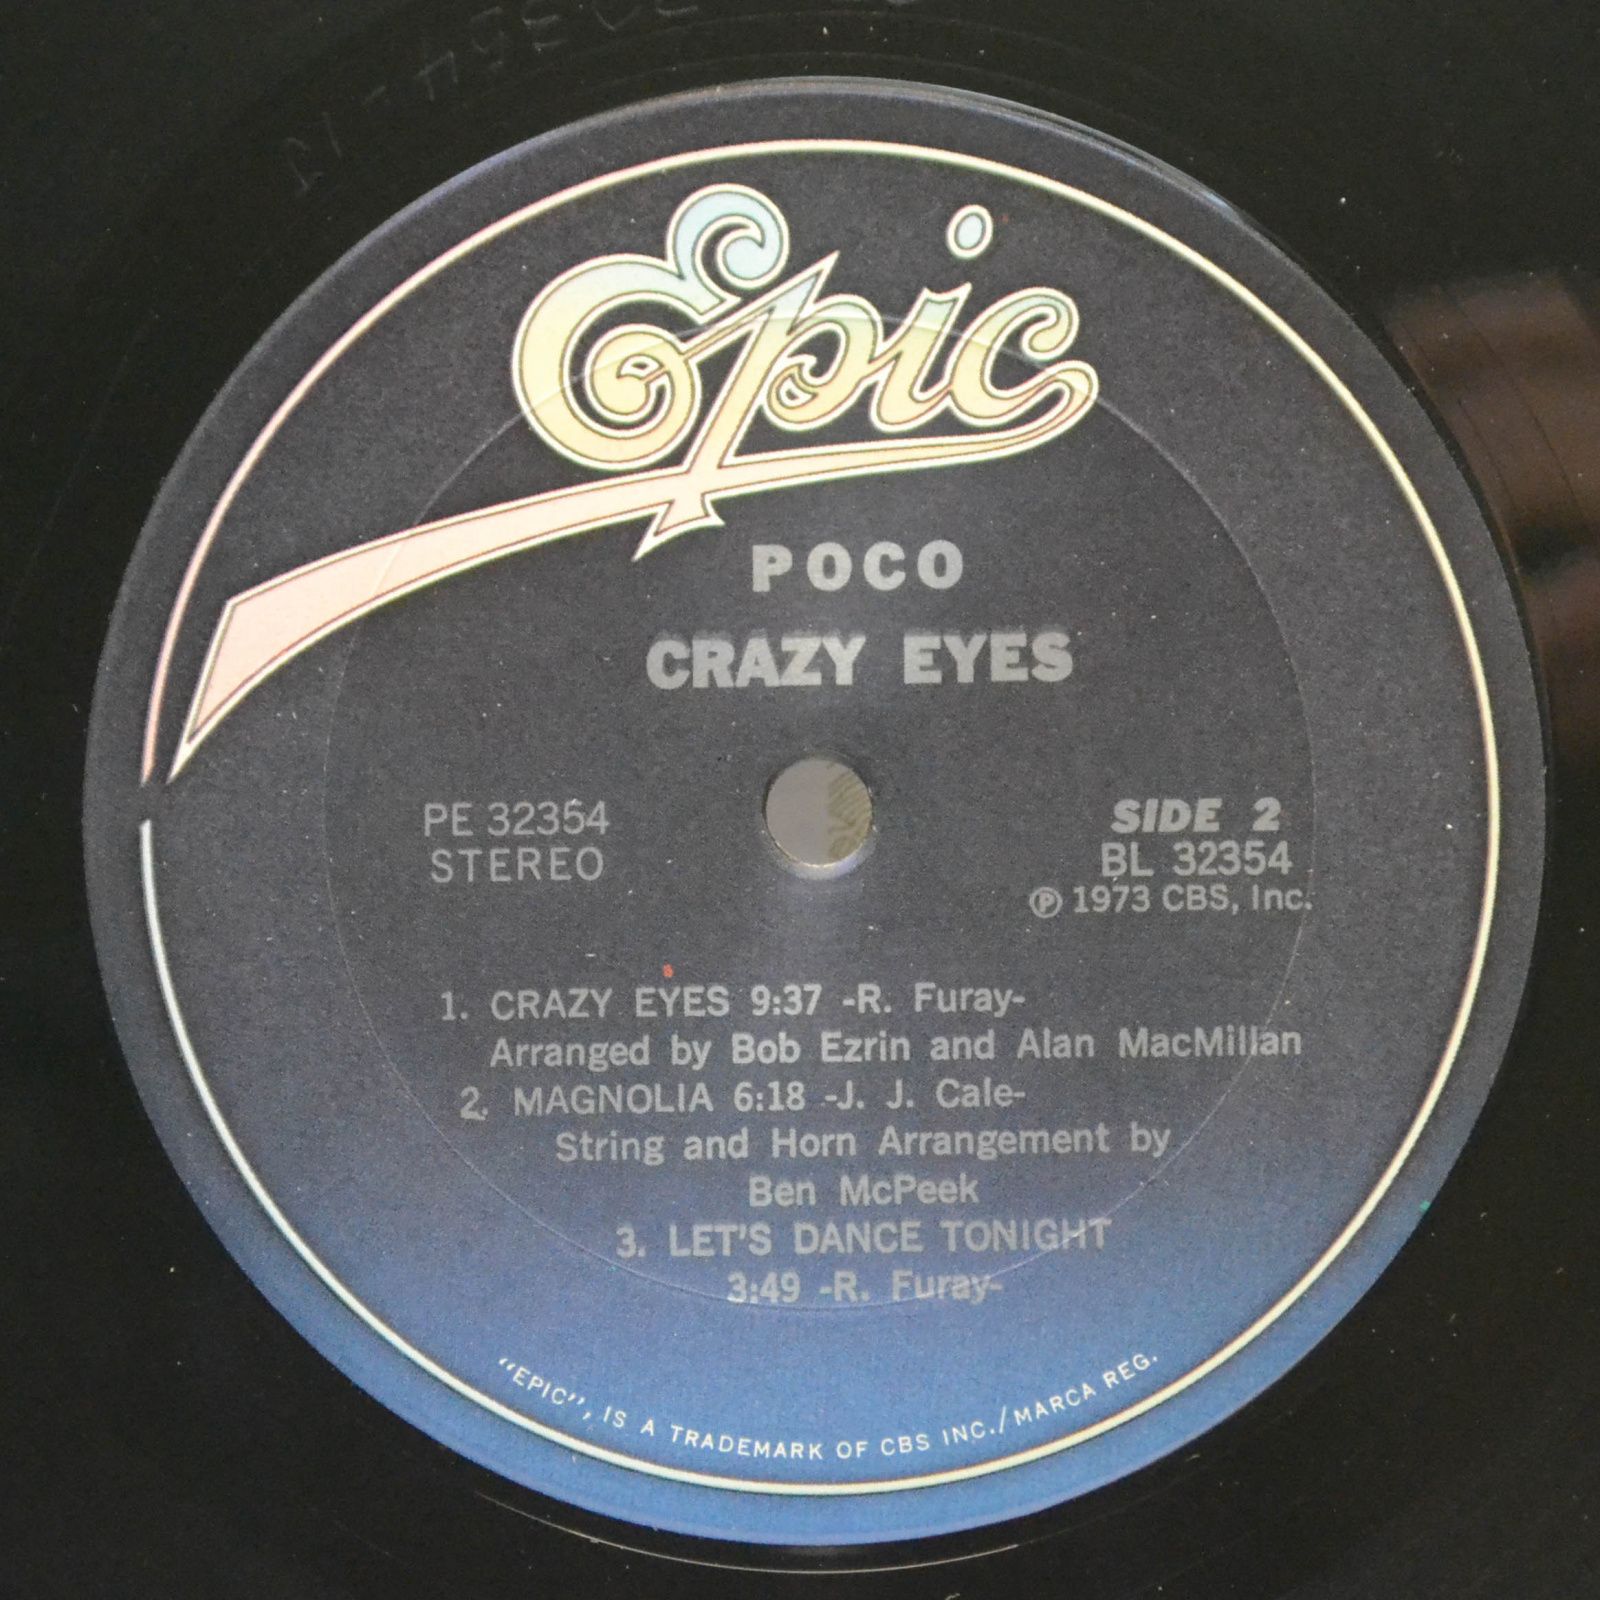 Epic
POCO
CRAZY EYES
PE 32354
STEREO
SIDE 2
BL 32354
℗ 1973 CBS, Inc.
1. CRAZY EYES 9:37 -R. Furay-
Arranged by Bob Ezrin and Alan MacMillan
2. MAGNOLIA 6:18 -J. J. Cale-
String and Horn Arrangement by
Ben McPeek
3. LET'S DANCE TONIGHT
3:49 -R. Furay-
"EPIC", IS A TRADEMARK OF CBS INC./MARCA REG.